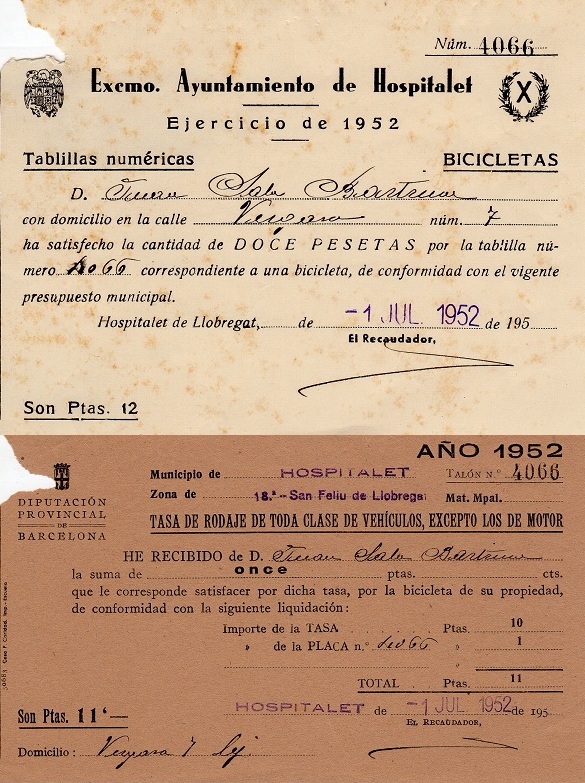 Núm. 4066
Excmo. Ayuntamiento de Hospitalet
X
Ejercicio de 1952
Tablillas numéricas
BICICLETAS
D. Juan Sala
con domicilio en la calle Vergara núm. 7
ha satisfecho la cantidad de DOCE PESETAS por la tablilla nú-
mero 4066 correspondiente a una bicicleta, de conformidad con el vigente
presupuesto municipal.
Hospitalet de Llobregat, de -1 JUL. 1952 de 195
El Recaudador,
Son Ptas. 12
AÑO 1952
DIPUTACIÓN
PROVINCIAL
DE
BARCELONA
Municipio de HOSPITALET TALÓN N.º 4066
Zona de 18.ª - San Feliu de Llobregat Mat. Mpal.
TASA DE RODAJE DE TODA CLASE DE VEHÍCULOS, EXCEPTO LOS DE MOTOR
HE RECIBIDO de D. Juan Sala
la suma de once ptas. cts.
que le corresponde satisfacer por dicha tasa, por la bicicleta de su propiedad,
de conformidad con la siguiente liquidación:
Importe de la TASA Ptas. 10
» de la PLACA n.º 4066 » 1
TOTAL Ptas. 11
HOSPITALET de -1 JUL. 1952 de 195
EL RECAUDADOR,
Son Ptas. 11'—
Domicilio: Vergara 7